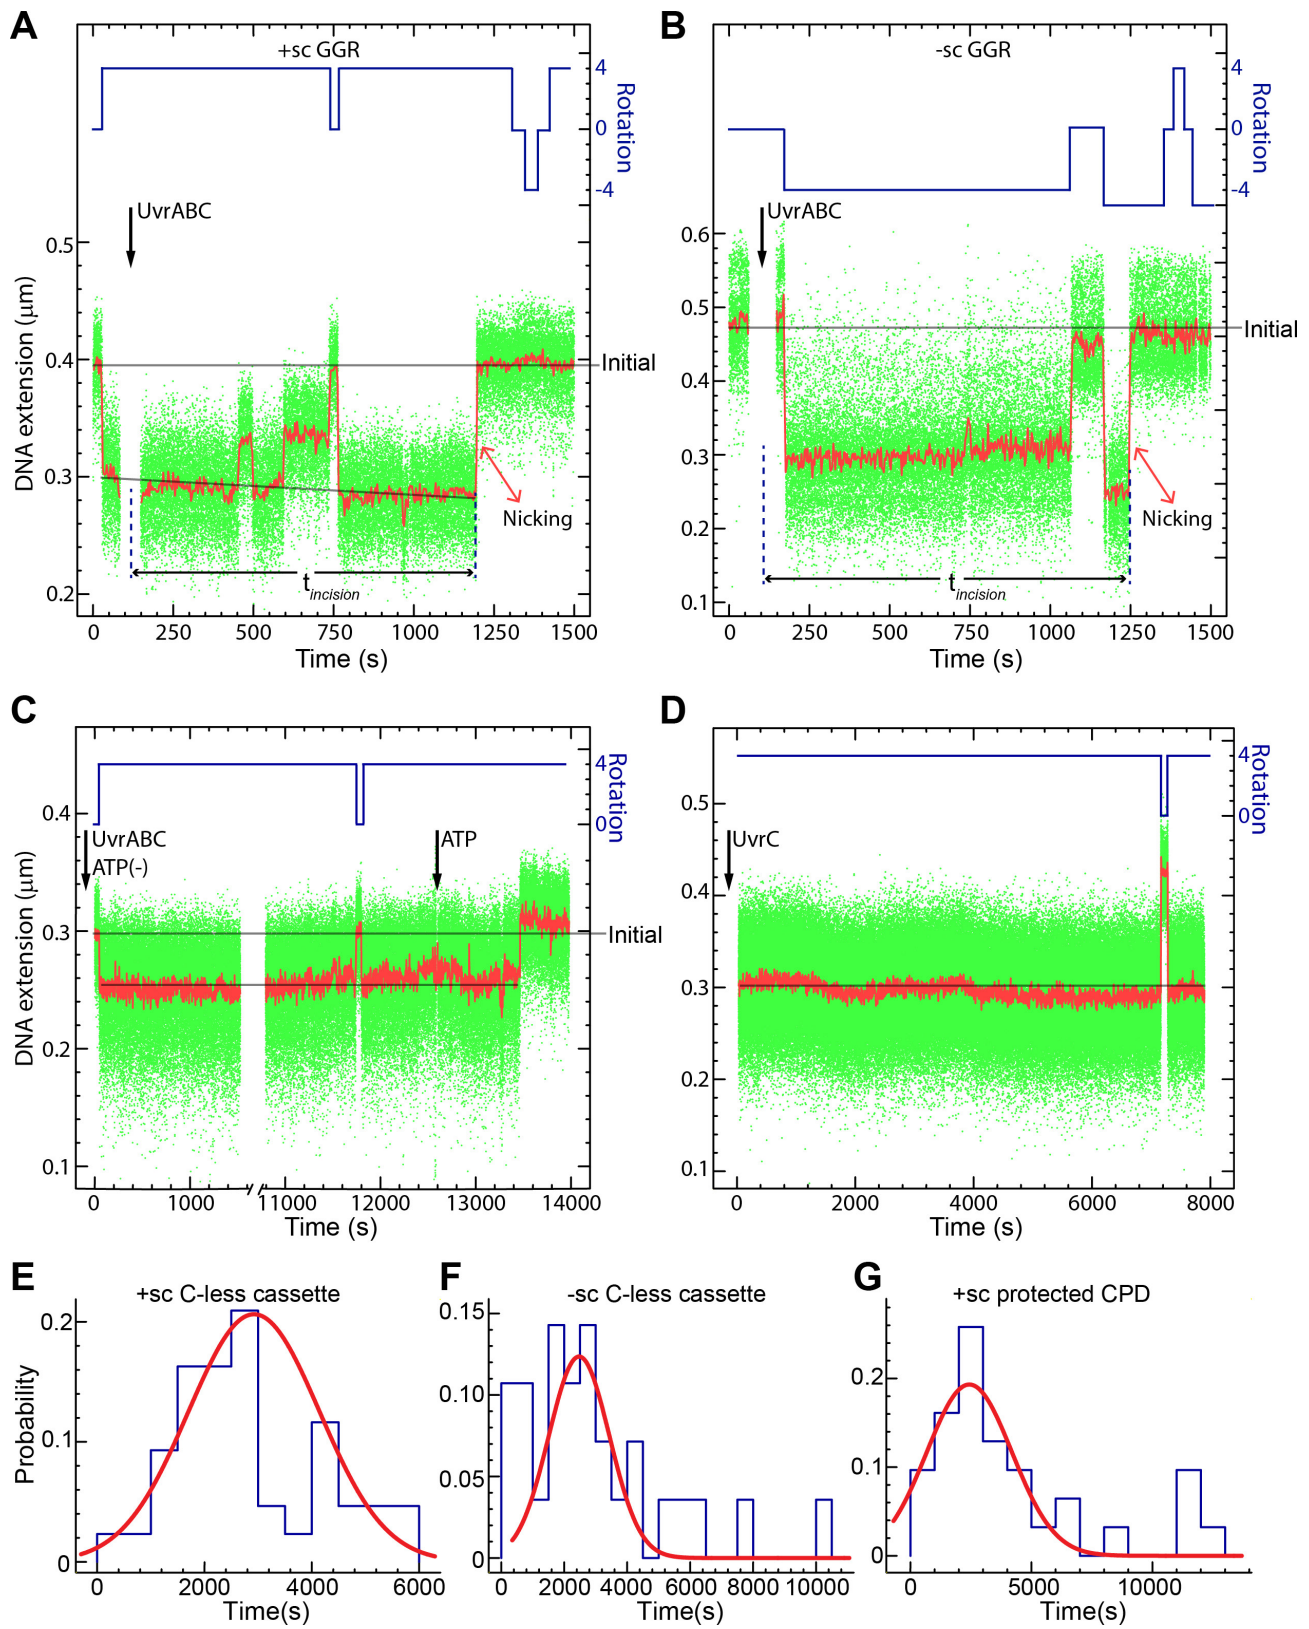 A
+sc GGR
4
0
-4
Rotation
UvrABC
0.5
0.4
0.3
0.2
DNA extension (μm)
Initial
Nicking
tincision
0 250 500 750 1000 1250 1500
Time (s)
B
-sc GGR
4
0
-4
Rotation
UvrABC
0.6
0.5
0.4
0.3
0.2
0.1
Initial
Nicking
tincision
0 250 500 750 1000 1250 1500
Time (s)
C
4
0
Rotation
UvrABC
ATP(-)
ATP
0.4
0.3
0.2
0.1
DNA extension (μm)
Initial
0 1000 11000 12000 13000 14000
Time (s)
D
4
0
Rotation
UvrC
0.5
0.4
0.3
0.2
0.1
0 2000 4000 6000 8000
Time (s)
E
+sc C-less cassette
0.2
0.1
0
Probability
0 2000 4000 6000
Time(s)
F
-sc C-less cassette
0.15
0.10
0.05
0
0 2000 4000 6000 8000 10000
Time(s)
G
+sc protected CPD
0.2
0.1
0
0 5000 10000
Time(s)